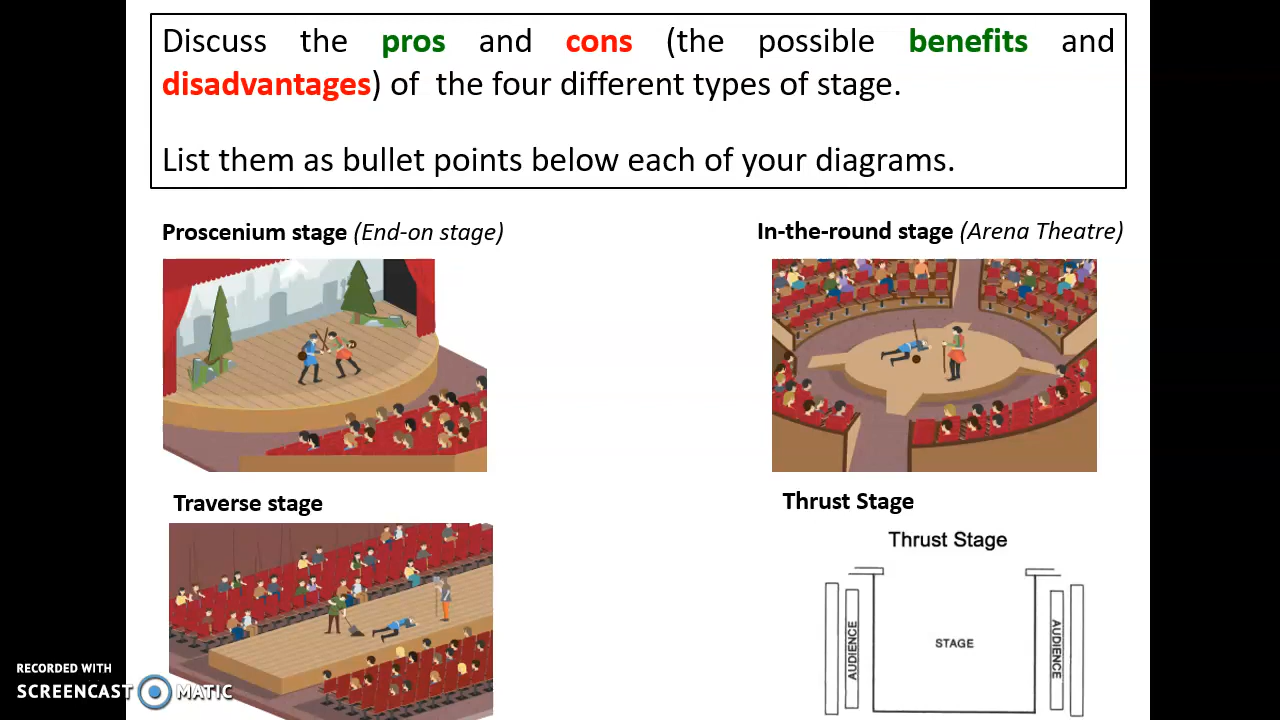 Discuss the pros and cons (the possible benefits and
disadvantages) of the four different types of stage.
List them as bullet points below each of your diagrams.
Proscenium stage (End-on stage)
In-the-round stage (Arena Theatre)
Traverse stage
Thrust Stage
Thrust Stage
AUDIENCE
STAGE
AUDIENCE
RECORDED WITH
SCREENCAST MATIC